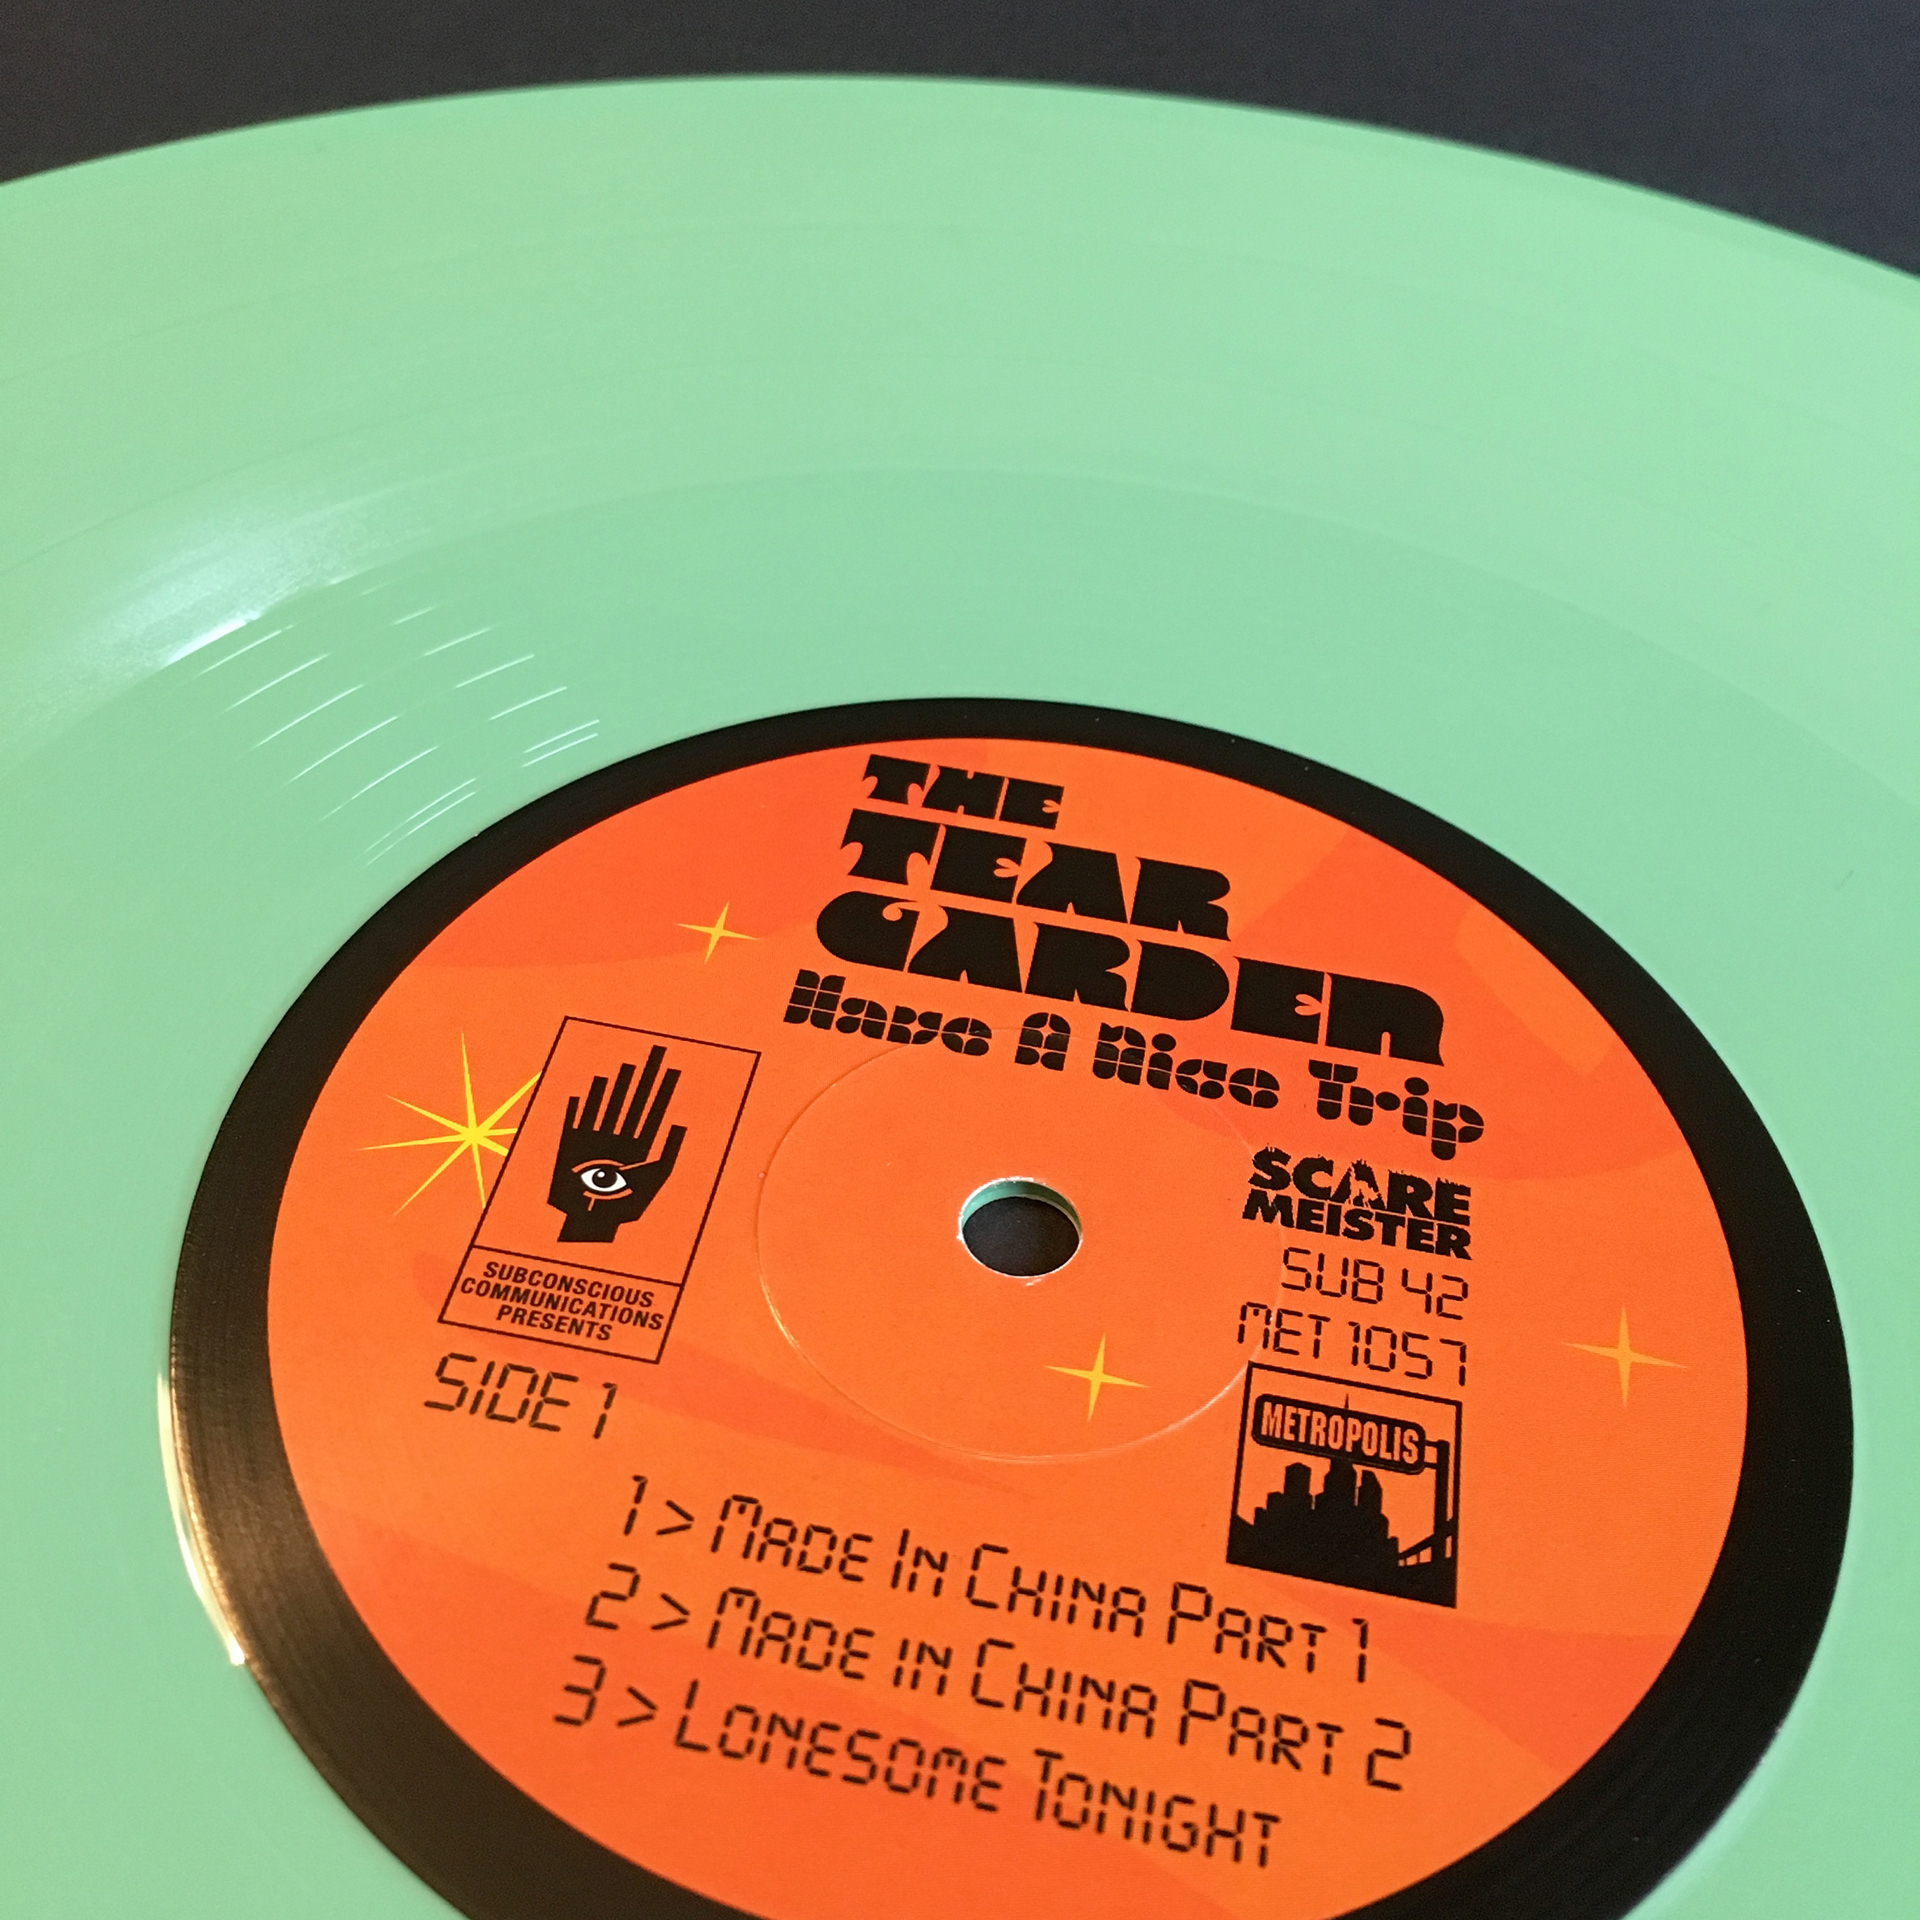 THE
TEAR
GARDEN
Have A Nice Trip
SCARE
MEISTER
SUB 42
MET 1057
METROPOLIS
SUBCONSCIOUS
COMMUNICATIONS
PRESENTS
SIDE 1
1 > MADE IN CHINA PART 1
2 > MADE IN CHINA PART 2
3 > LONESOME TONIGHT